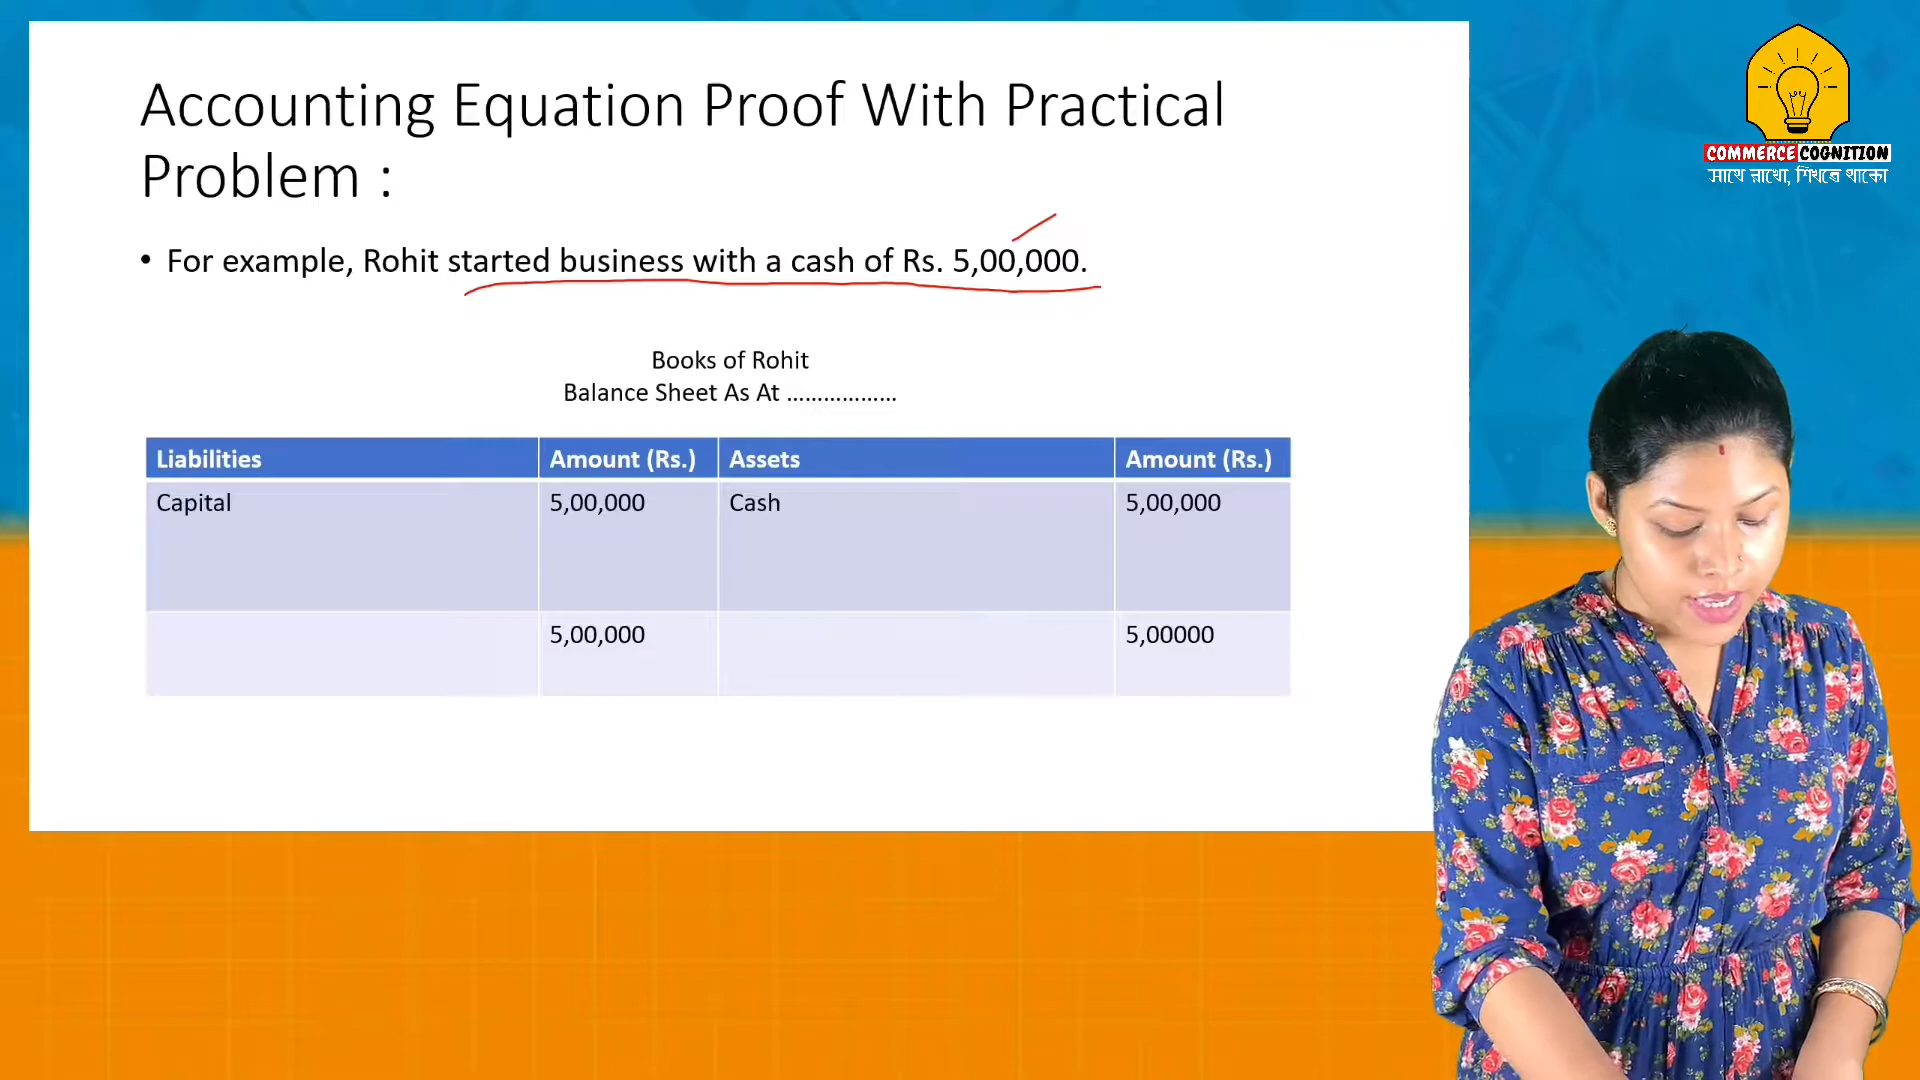 Accounting Equation Proof With Practical
Problem :
• For example, Rohit started business with a cash of Rs. 5,00,000.
Books of Rohit
Balance Sheet As At ………………
Liabilities Amount (Rs.) Assets Amount (Rs.)
Capital 5,00,000 Cash 5,00,000
5,00,000 5,00000
COMMERCE COGNITION
সাথে রাখো, শিখতে থাকো